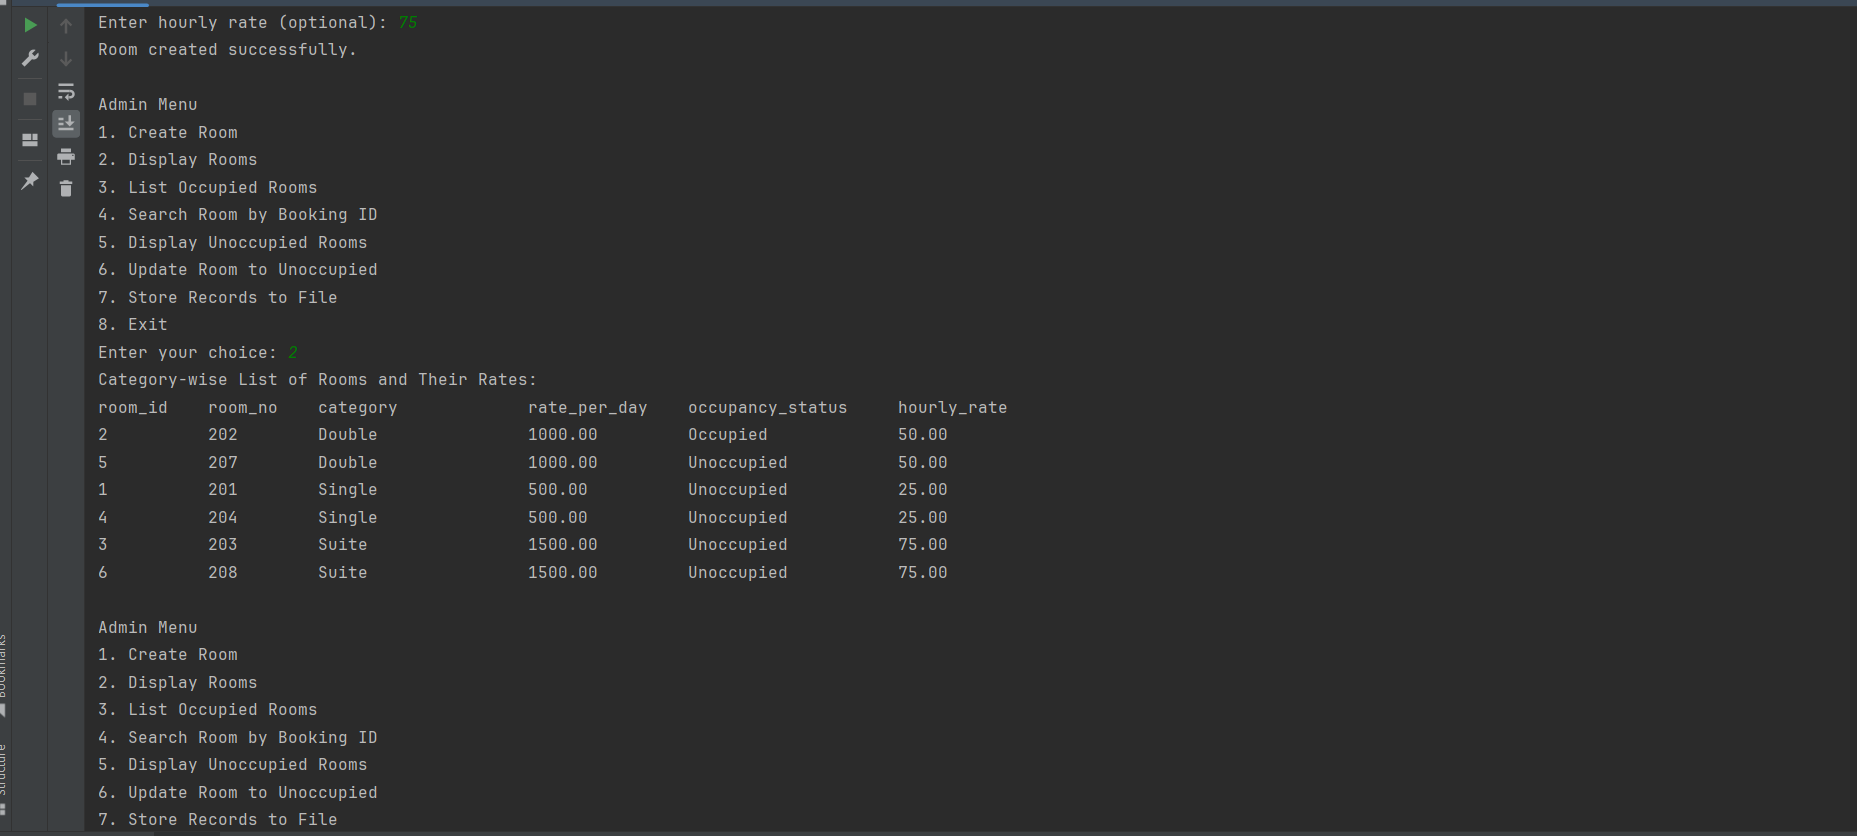 Enter hourly rate (optional): 75
Room created successfully.
Admin Menu
1. Create Room
2. Display Rooms
3. List Occupied Rooms
4. Search Room by Booking ID
5. Display Unoccupied Rooms
6. Update Room to Unoccupied
7. Store Records to File
8. Exit
Enter your choice: 2
Category-wise List of Rooms and Their Rates:
room_id room_no category rate_per_day occupancy_status hourly_rate
2 202 Double 1000.00 Occupied 50.00
5 207 Double 1000.00 Unoccupied 50.00
1 201 Single 500.00 Unoccupied 25.00
4 204 Single 500.00 Unoccupied 25.00
3 203 Suite 1500.00 Unoccupied 75.00
6 208 Suite 1500.00 Unoccupied 75.00
Admin Menu
1. Create Room
2. Display Rooms
3. List Occupied Rooms
4. Search Room by Booking ID
5. Display Unoccupied Rooms
6. Update Room to Unoccupied
7. Store Records to File
Bookmarks
Structure